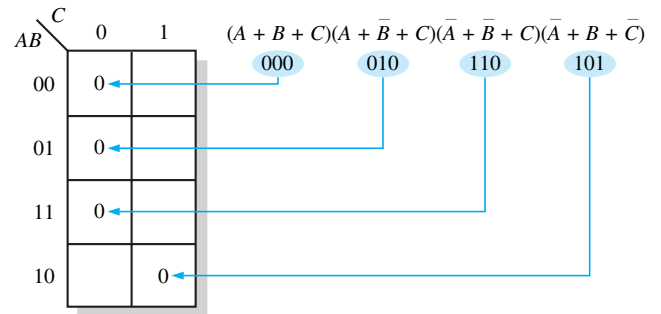 C
AB
0 1
(A + B + C)(A + B̅ + C)(A̅ + B̅ + C)(A̅ + B + C̅)
000 010 110 101
00 0
01 0
11 0
10 0